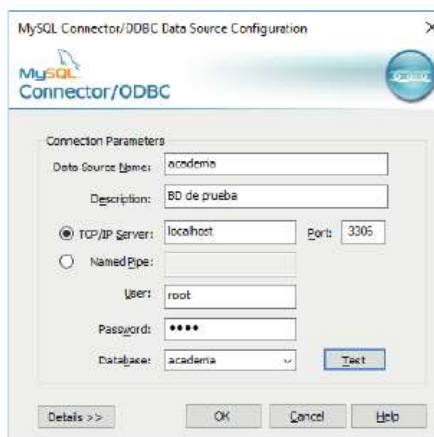 MySQL Connector/ODBC Data Source Configuration
MySQL
Connector/ODBC
Connection Parameters
Data Source Name: academia
Description: BD de prueba
TCP/IP Server: localhost Port: 3306
Named Pipe:
User: root
Password: ••••
Database: academia Test
Details >> OK Cancel Help